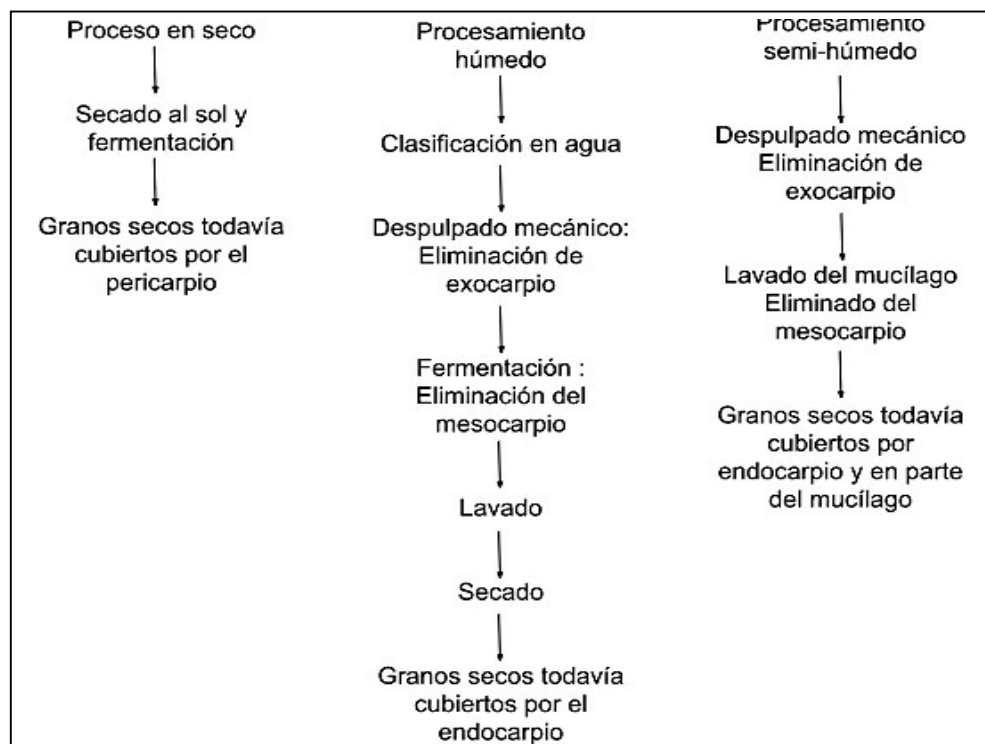 Proceso en seco
Secado al sol y
fermentación
Granos secos todavía
cubiertos por el
pericarpio
Procesamiento
húmedo
Clasificación en agua
Despulpado mecánico:
Eliminación de
exocarpio
Fermentación :
Eliminación del
mesocarpio
Lavado
Secado
Granos secos todavía
cubiertos por el
endocarpio
Procesamiento
semi-húmedo
Despulpado mecánico
Eliminación de
exocarpio
Lavado del mucílago
Eliminado del
mesocarpio
Granos secos todavía
cubiertos por
endocarpio y en parte
del mucílago